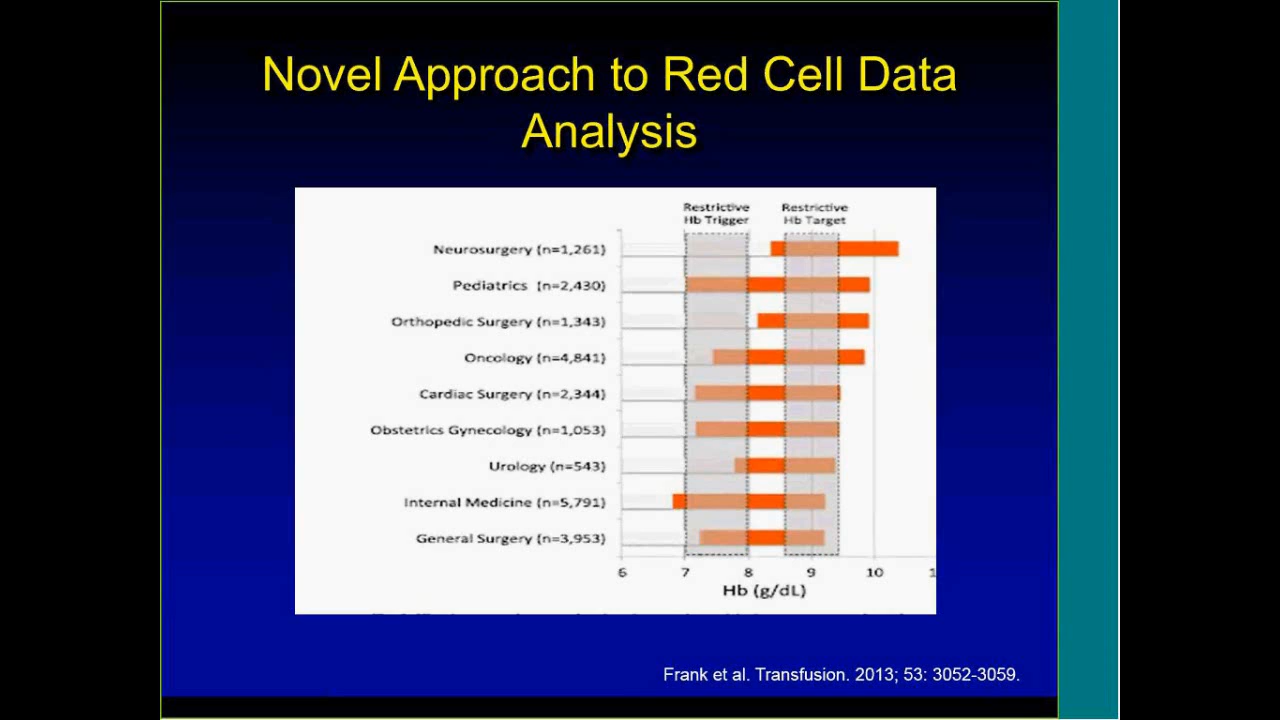 Novel Approach to Red Cell Data
Analysis
Restrictive Restrictive
Hb Trigger Hb Target
Neurosurgery (n=1,261)
Pediatrics (n=2,430)
Orthopedic Surgery (n=1,343)
Oncology (n=4,841)
Cardiac Surgery (n=2,344)
Obstetrics Gynecology (n=1,053)
Urology (n=543)
Internal Medicine (n=5,791)
General Surgery (n=3,953)
6 7 8 9 10 1
Hb (g/dL)
Frank et al. Transfusion. 2013; 53: 3052-3059.